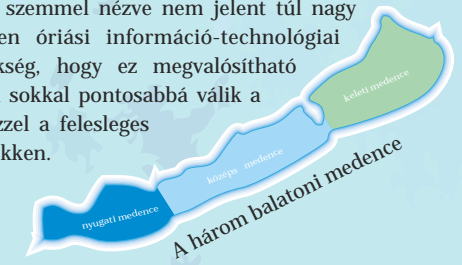 szemmel nézve nem jelent túl nagy
en óriási információ-technológiai
kség, hogy ez megvalósítható
sokkal pontosabbá válik a
zzel a felesleges
kken.
keleti medence
középs medence
nyugati medence
A három balatoni medence